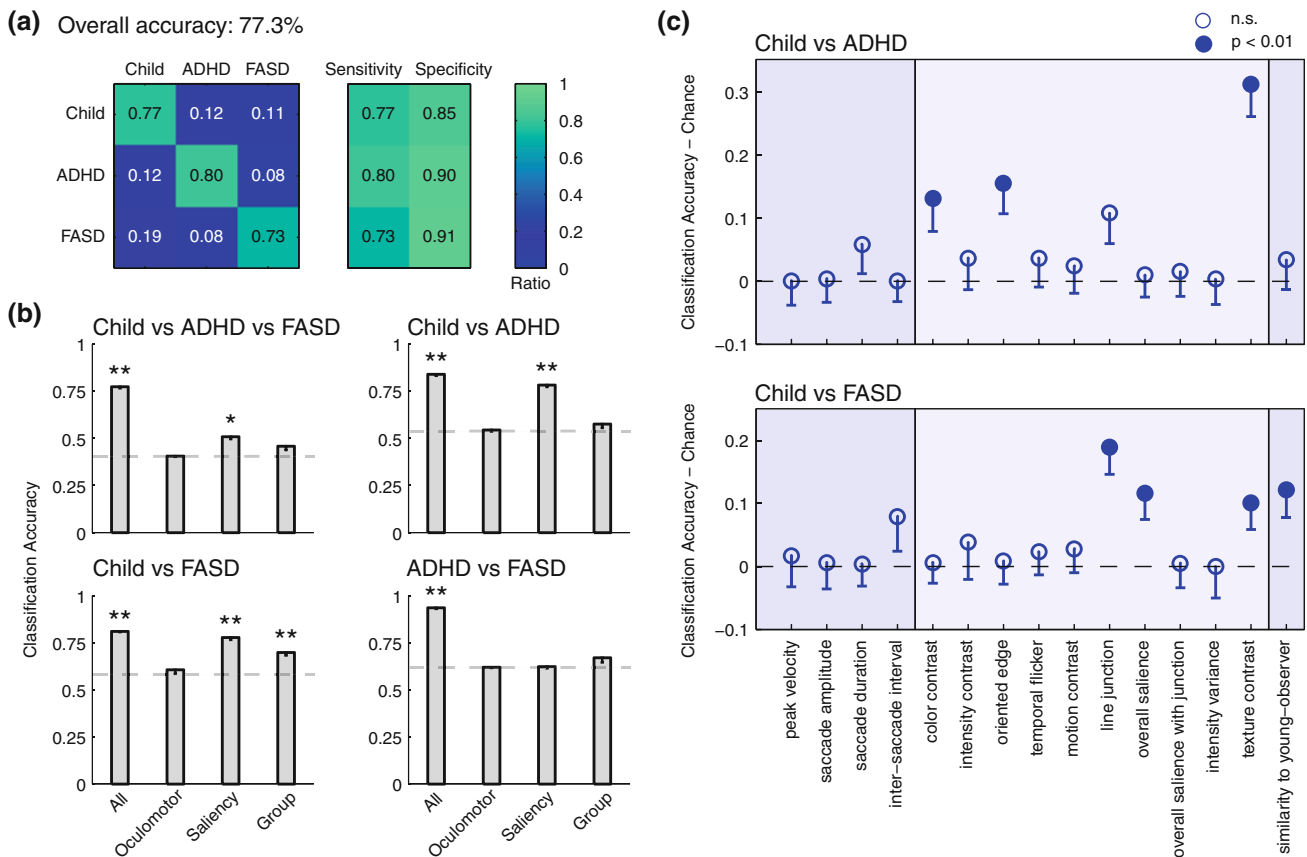 (a) Overall accuracy: 77.3%
Child ADHD FASD
Child 0.77 0.12 0.11
ADHD 0.12 0.80 0.08
FASD 0.19 0.08 0.73
Sensitivity Specificity
0.77 0.85
0.80 0.90
0.73 0.91
1
0.8
0.6
0.4
0.2
0
Ratio
(b)
Classification Accuracy
Child vs ADHD vs FASD
1
0.75
0.5
0.25
0
**
*
Child vs ADHD
1
0.75
0.5
0.25
0
**
**
Child vs FASD
1
0.75
0.5
0.25
0
**
**
**
All
Oculomotor
Saliency
Group
ADHD vs FASD
1
0.75
0.5
0.25
0
**
All
Oculomotor
Saliency
Group
(c)
n.s.
p < 0.01
Child vs ADHD
Classification Accuracy − Chance
0.3
0.2
0.1
0
−0.1
Child vs FASD
Classification Accuracy − Chance
0.2
0.1
0
−0.1
peak velocity
saccade amplitude
saccade duration
inter−saccade interval
color contrast
intensity contrast
oriented edge
temporal flicker
motion contrast
line junction
overall salience
overall salience with junction
intensity variance
texture contrast
similarity to young−observer